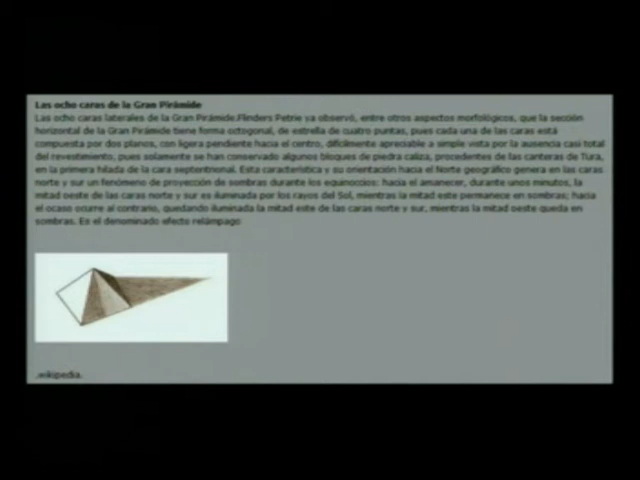 Las ocho caras de la Gran Pirámide
Las ocho caras laterales de la Gran Pirámide.Flinders Petrie ya observó, entre otros aspectos morfológicos, que la sección
horizontal de la Gran Pirámide tiene forma octogonal, de estrella de cuatro puntas, pues cada una de las caras está
compuesta por dos planos, con ligera pendiente hacia el centro, difícilmente apreciable a simple vista por la ausencia casi total
del revestimiento, pues solamente se han conservado algunos bloques de piedra caliza, procedentes de las canteras de Tura,
en la primera hilada de la cara septentrional. Esta característica y su orientación hacia el Norte geográfico genera en las caras
norte y sur un fenómeno de proyección de sombras durante los equinoccios: hacia el amanecer, durante unos minutos, la
mitad oeste de las caras norte y sur es iluminada por los rayos del Sol, mientras la mitad este permanece en sombras; hacia
el ocaso ocurre al contrario, quedando iluminada la mitad este de las caras norte y sur, mientras la mitad oeste queda en
sombras. Es el denominado efecto relámpago
.wikipedia.